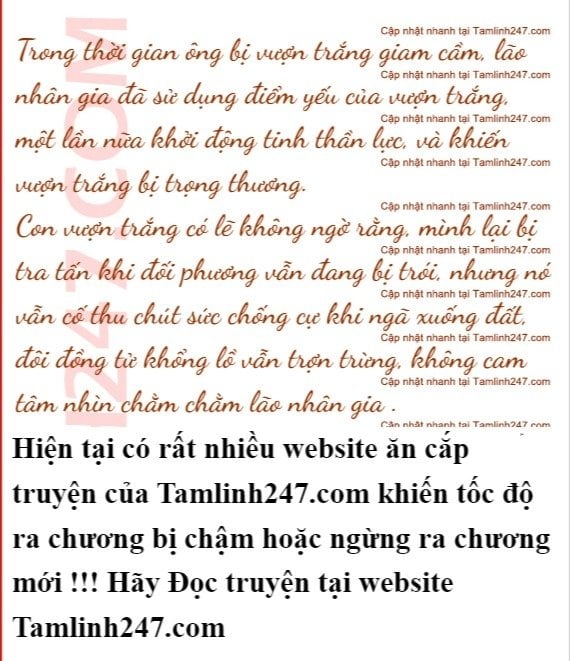 Cập nhật nhanh tại Tamlinh247.com
Trong thời gian ông bị vượn trắng giam cầm, lão
Cập nhật nhanh tại Tamlinh247.com
nhân gia đã sử dụng điểm yếu của vượn trắng,
Cập nhật nhanh tại Tamlinh247.com
một lần nữa khởi động tinh thần lực, và khiến
Cập nhật nhanh tại Tamlinh247.com
vượn trắng bị trọng thương.
Cập nhật nhanh tại Tamlinh247.com
Con vượn trắng có lẽ không ngờ rằng, mình lại bị
Cập nhật nhanh tại Tamlinh247.com
tra tấn khi đối phương vẫn đang bị trói, nhưng nó
Cập nhật nhanh tại Tamlinh247.com
vẫn cố thu chút sức chống cự khi ngã xuống đất,
Cập nhật nhanh tại Tamlinh247.com
đôi đồng tử khổng lồ vẫn trợn trừng, không cam
Cập nhật nhanh tại Tamlinh247.com
tâm nhìn chằm chằm lão nhân gia .
Cập nhật nhanh tại Tamlinh247.com
I247.COM
Hiện tại có rất nhiều website ăn cắp
truyện của Tamlinh247.com khiến tốc độ
ra chương bị chậm hoặc ngừng ra chương
mới !!! Hãy Đọc truyện tại website
Tamlinh247.com